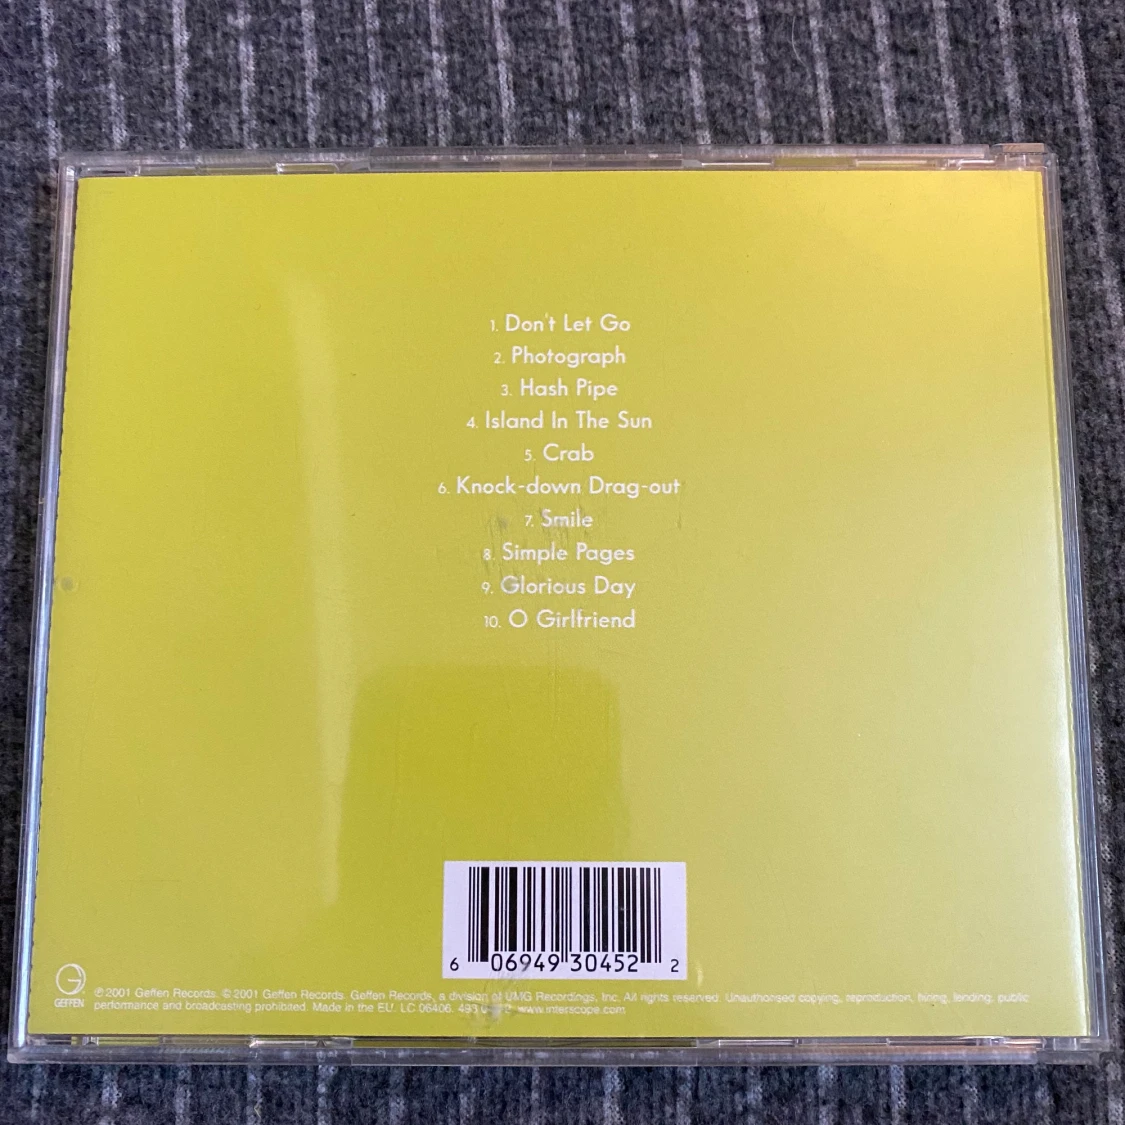 1. Don't Let Go
2. Photograph
3. Hash Pipe
4. Island In The Sun
5. Crab
6. Knock-down Drag-out
7. Smile
8. Simple Pages
9. Glorious Day
10. O Girlfriend
6 06949 30452 2
GEFFEN
℗ 2001 Geffen Records. © 2001 Geffen Records. Geffen Records, a division of UMG Recordings, Inc. All rights reserved. Unauthorised copying, reproduction, hiring, lending, public
performance and broadcasting prohibited. Made in the EU. LC 06406. 493 www.interscope.com